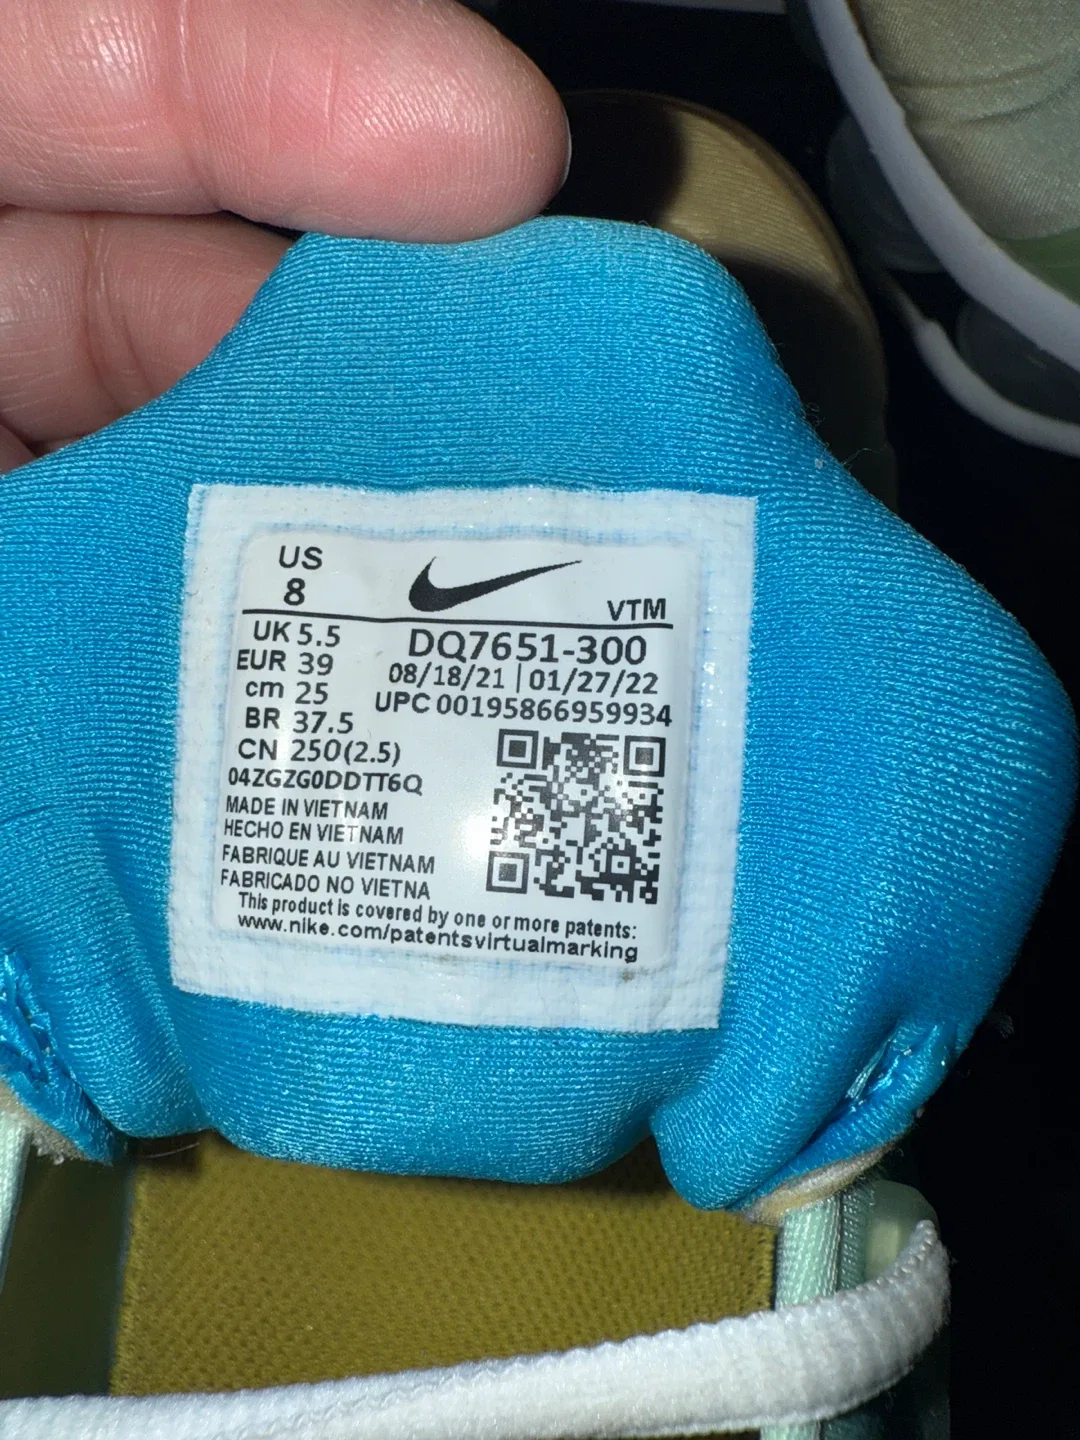 US
8
VTM
UK 5.5
DQ7651-300
EUR 39
08/18/21 | 01/27/22
cm 25
UPC 00195866959934
BR 37.5
CN 250(2.5)
04ZGZG0DDTT6Q
MADE IN VIETNAM
HECHO EN VIETNAM
FABRIQUE AU VIETNAM
FABRICADO NO VIETNA
This product is covered by one or more patents:
www.nike.com/patentsvirtualmarking